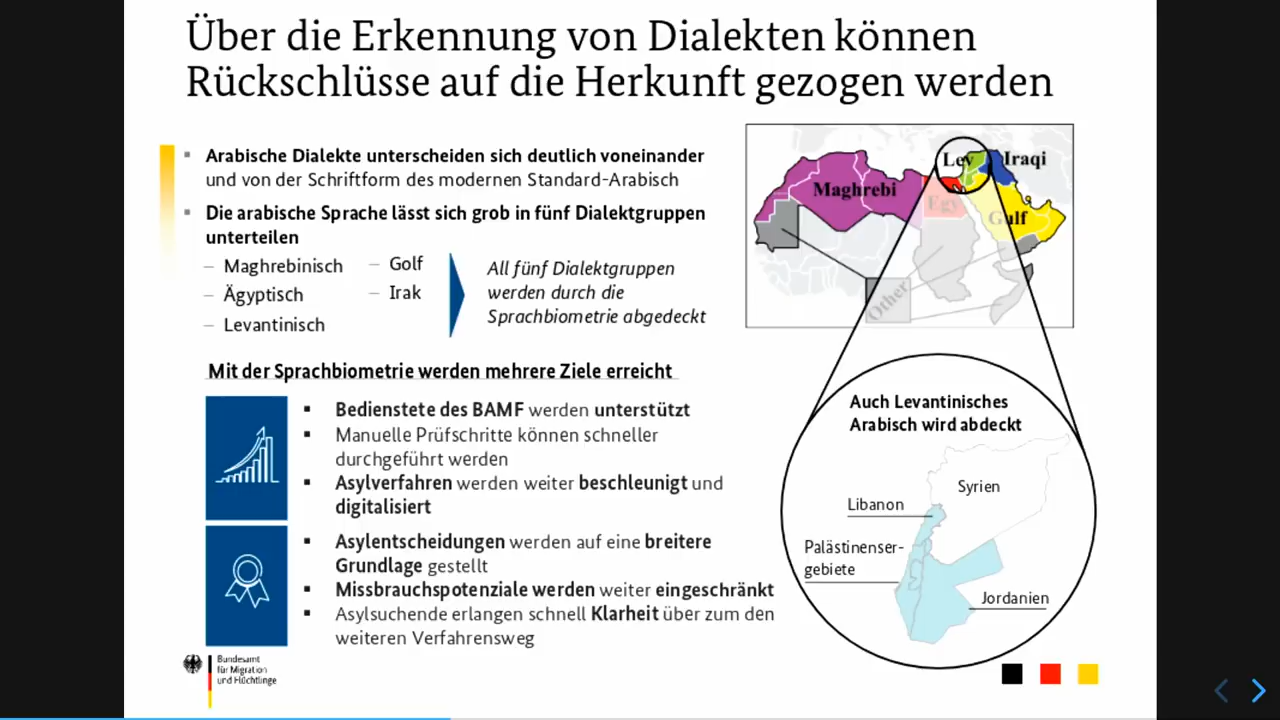 Über die Erkennung von Dialekten können
Rückschlüsse auf die Herkunft gezogen werden
Arabische Dialekte unterscheiden sich deutlich voneinander
und von der Schriftform des modernen Standard-Arabisch
Die arabische Sprache lässt sich grob in fünf Dialektgruppen
unterteilen
– Maghrebinisch
– Ägyptisch
– Levantinisch
– Golf
– Irak
All fünf Dialektgruppen
werden durch die
Sprachbiometrie abgedeckt
Mit der Sprachbiometrie werden mehrere Ziele erreicht
Bedienstete des BAMF werden unterstützt
Manuelle Prüfschritte können schneller
durchgeführt werden
Asylverfahren werden weiter beschleunigt und
digitalisiert
Asylentscheidungen werden auf eine breitere
Grundlage gestellt
Missbrauchspotenziale werden weiter eingeschränkt
Asylsuchende erlangen schnell Klarheit über zum den
weiteren Verfahrensweg
Maghrebi
Lev
Iraqi
Egy
Gulf
Other
Auch Levantinisches
Arabisch wird abdeckt
Syrien
Libanon
Palästinenser-
gebiete
Jordanien
Bundesamt
für Migration
und Flüchtlinge